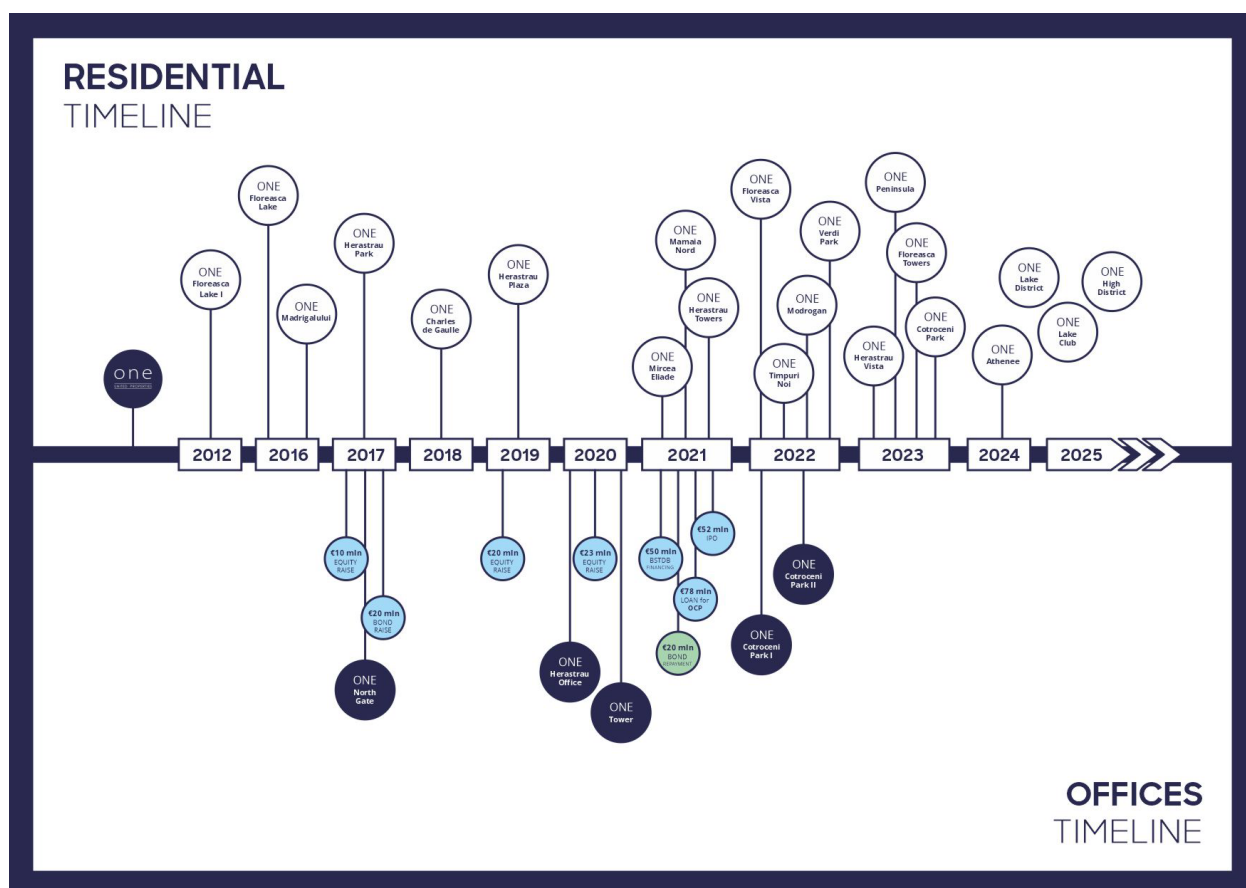 RESIDENTIAL
TIMELINE
ONE
Floreasca
Lake I
ONE
Floreasca
Lake
ONE
Madrigalului
ONE
Herastrau
Park
ONE
Charles
de Gaulle
ONE
Herastrau
Plaza
ONE
Mircea
Eliade
ONE
Mamaia
Nord
ONE
Herastrau
Towers
ONE
Floreasca
Vista
ONE
Timpuri
Noi
ONE
Modrogan
ONE
Verdi
Park
ONE
Herastrau
Vista
ONE
Peninsula
ONE
Floreasca
Towers
ONE
Cotroceni
Park
ONE
Athenee
ONE
Lake
District
ONE
Lake
Club
ONE
High
District
one
UNITED PROPERTIES
2012
2016
2017
2018
2019
2020
2021
2022
2023
2024
2025
€10 mln
EQUITY
RAISE
€20 mln
BOND
RAISE
ONE
North
Gate
€20 mln
EQUITY
RAISE
€23 mln
EQUITY
RAISE
ONE
Herastrau
Office
ONE
Tower
€50 mln
BSTDB
FINANCING
€20 mln
BOND
REPAYMENT
€78 mln
LOAN for
OCP
€52 mln
IPO
ONE
Cotroceni
Park I
ONE
Cotroceni
Park II
OFFICES
TIMELINE